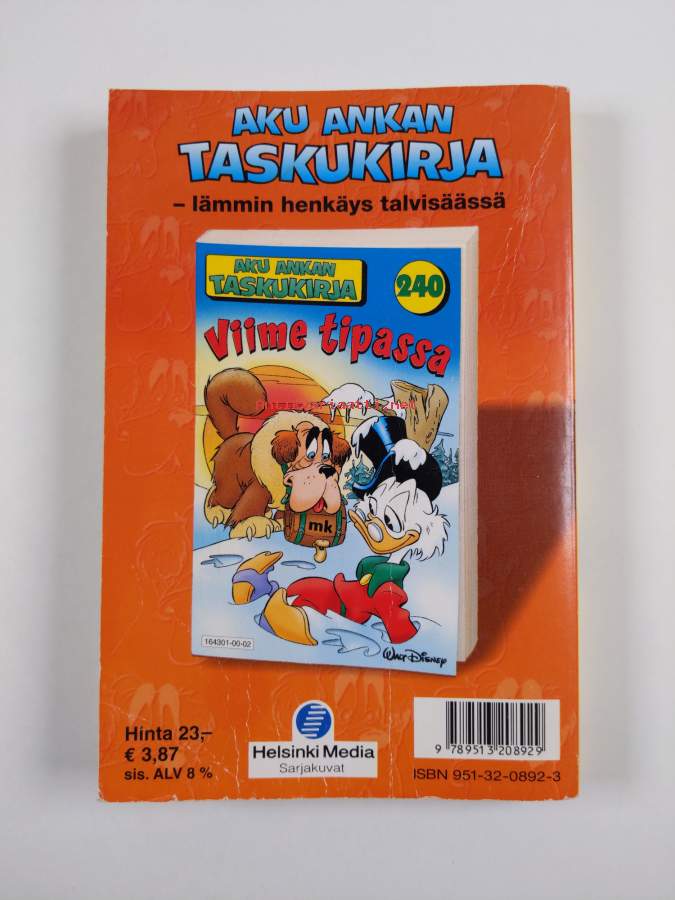 AKU ANKAN
TASKUKIRJA
– lämmin henkäys talvisäässä
AKU ANKAN
TASKUKIRJA
240
Viime tipassa
mk
164301-00-02
Walt Disney
Hinta 23,–
€ 3,87
sis. ALV 8 %
Helsinki Media
Sarjakuvat
9 789513 208929
ISBN 951-32-0892-3